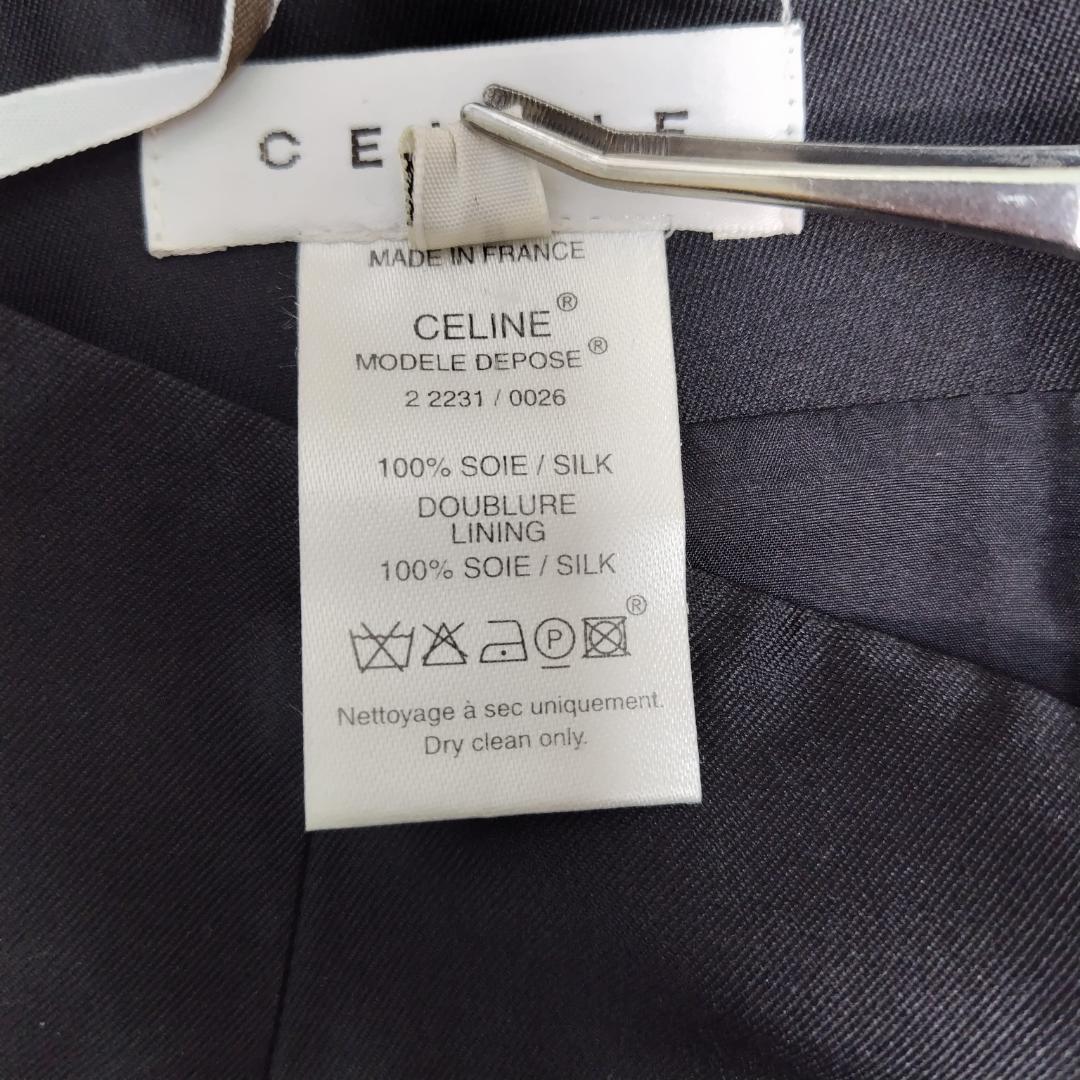 CE
MADE IN FRANCE
CELINE®
MODELE DEPOSE®
2 2231 / 0026
100% SOIE / SILK
DOUBLURE
LINING
100% SOIE / SILK
P
®
Nettoyage à sec uniquement.
Dry clean only.